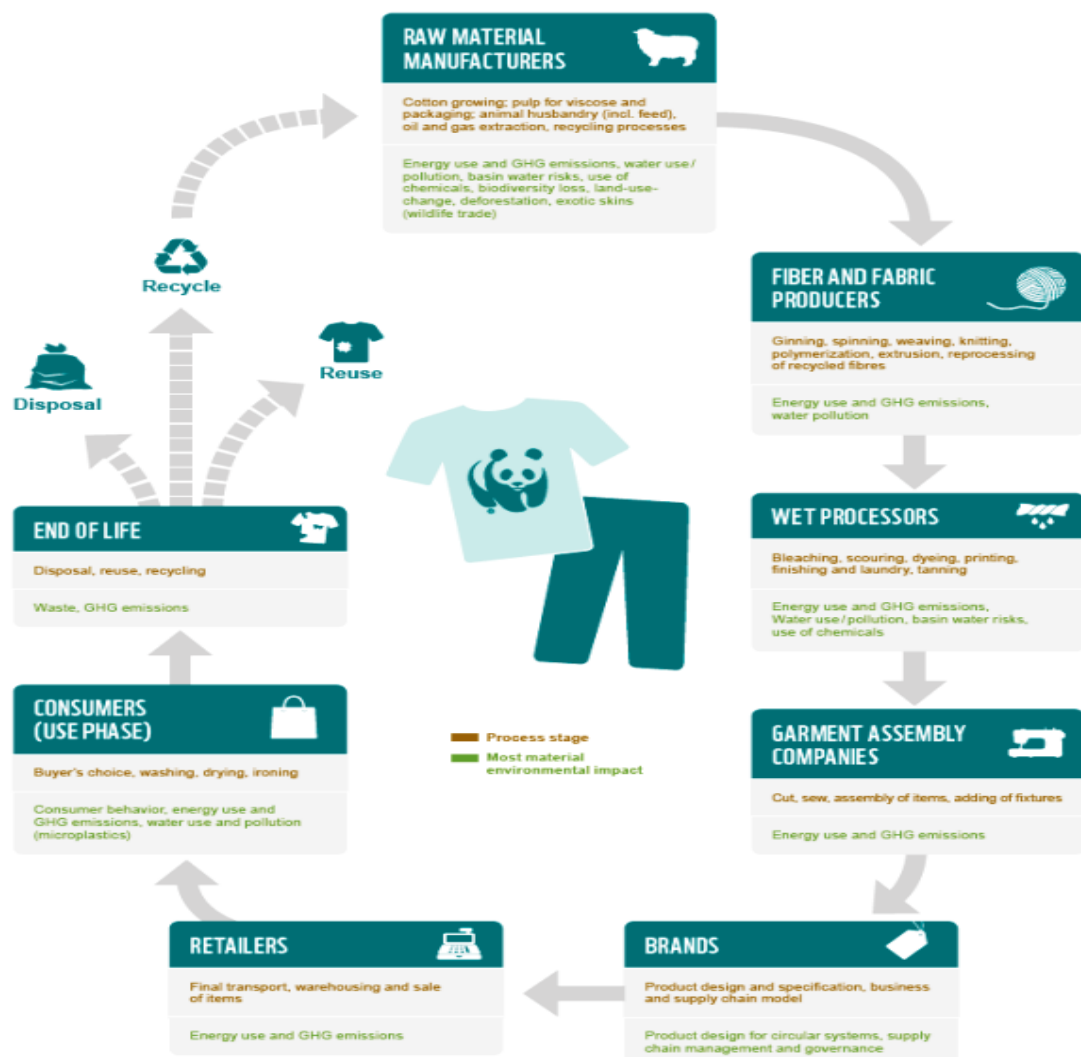 RAW MATERIAL
MANUFACTURERS
Cotton growing; pulp for viscose and
packaging; animal husbandry (incl. feed),
oil and gas extraction, recycling processes
Energy use and GHG emissions, water use/
pollution, basin water risks, use of
chemicals, biodiversity loss, land-use-
change, deforestation, exotic skins
(wildlife trade)
FIBER AND FABRIC
PRODUCERS
Ginning, spinning, weaving, knitting,
polymerization, extrusion, reprocessing
of recycled fibres
Energy use and GHG emissions,
water pollution
WET PROCESSORS
Bleaching, scouring, dyeing, printing,
finishing and laundry, tanning
Energy use and GHG emissions,
Water use/pollution, basin water risks,
use of chemicals
GARMENT ASSEMBLY
COMPANIES
Cut, sew, assembly of items, adding of fixtures
Energy use and GHG emissions
BRANDS
Product design and specification, business
and supply chain model
Product design for circular systems, supply
chain management and governance
RETAILERS
Final transport, warehousing and sale
of items
Energy use and GHG emissions
CONSUMERS
(USE PHASE)
Buyer's choice, washing, drying, ironing
Consumer behavior, energy use and
GHG emissions, water use and pollution
(microplastics)
END OF LIFE
Disposal, reuse, recycling
Waste, GHG emissions
Disposal
Recycle
Reuse
Process stage
Most material
environmental impact